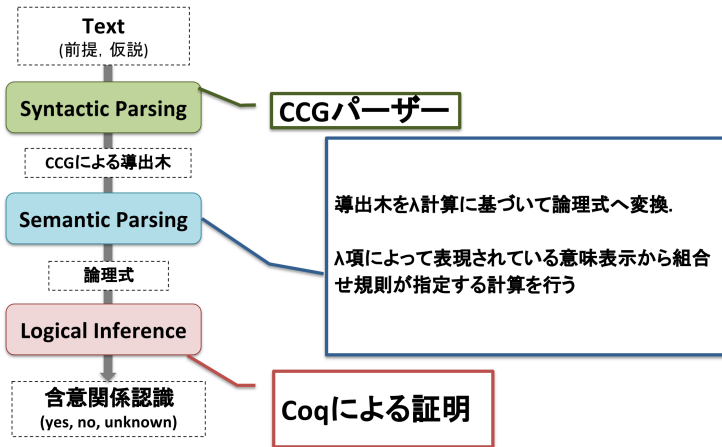 Text
(前提, 仮説)
Syntactic Parsing
CCGパーザー
CCGによる導出木
Semantic Parsing
導出木をλ計算に基づいて論理式へ変換.
λ項によって表現されている意味表示から組合
せ規則が指定する計算を行う
論理式
Logical Inference
Coqによる証明
含意関係認識
(yes, no, unknown)